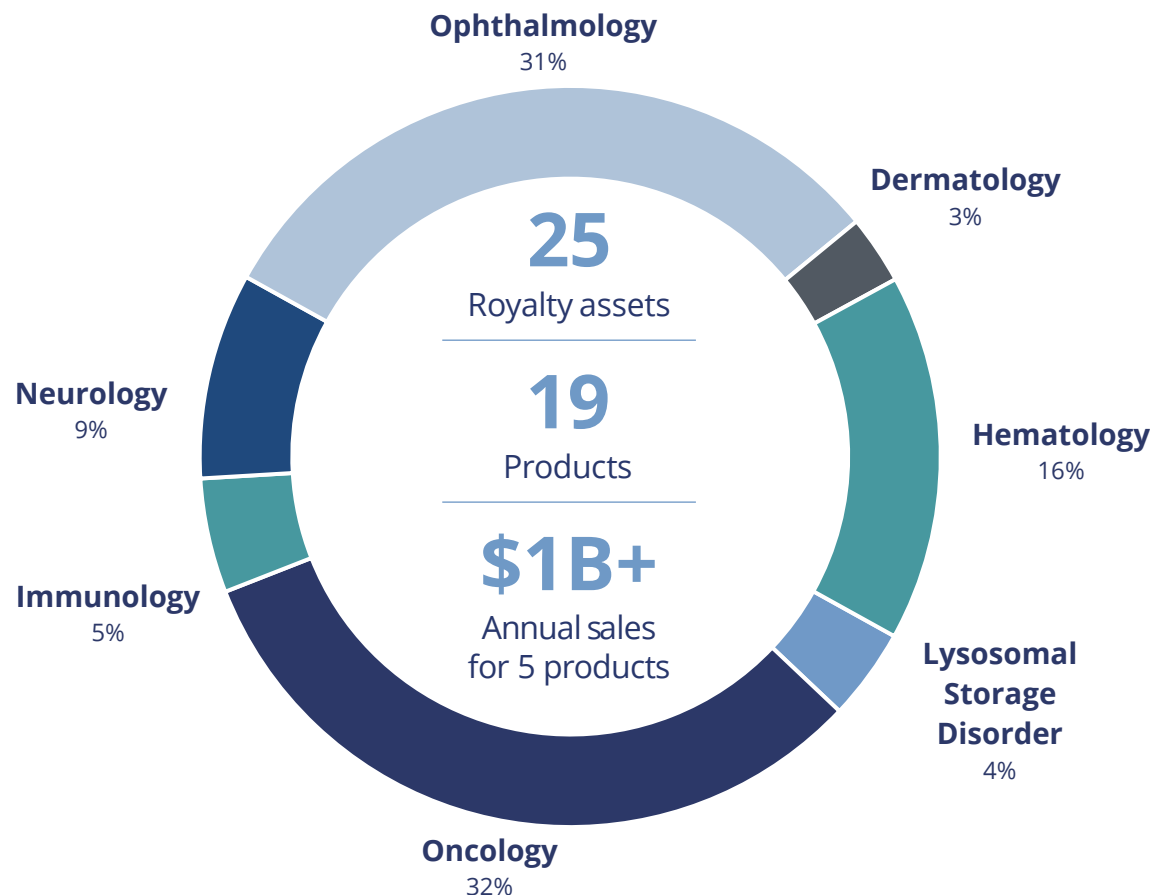 Ophthalmology
31%
Dermatology
3%
25
Royalty assets
19
Products
$1B+
Annual sales
for 5 products
Neurology
9%
Hematology
16%
Immunology
5%
Lysosomal
Storage
Disorder
4%
Oncology
32%